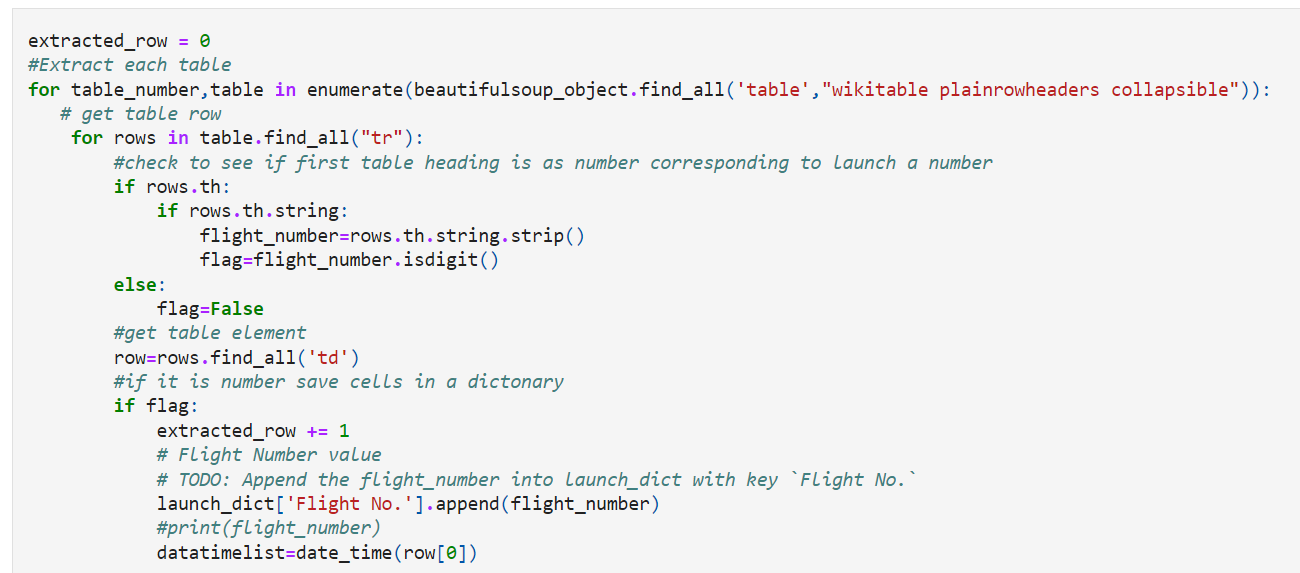 extracted_row = 0
#Extract each table
for table_number,table in enumerate(beautifulsoup_object.find_all('table',"wikitable plainrowheaders collapsible")):
   # get table row
    for rows in table.find_all("tr"):
        #check to see if first table heading is as number corresponding to launch a number
        if rows.th:
            if rows.th.string:
                flight_number=rows.th.string.strip()
                flag=flight_number.isdigit()
        else:
            flag=False
        #get table element
        row=rows.find_all('td')
        #if it is number save cells in a dictonary
        if flag:
            extracted_row += 1
            # Flight Number value
            # TODO: Append the flight_number into launch_dict with key `Flight No.`
            launch_dict['Flight No.'].append(flight_number)
            #print(flight_number)
            datatimelist=date_time(row[0])